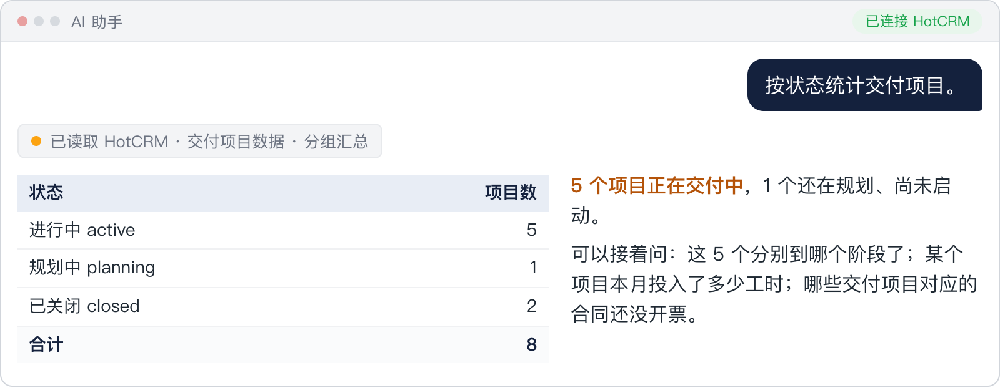 AI 助手
已连接 HotCRM
按状态统计交付项目。
已读取 HotCRM · 交付项目数据 · 分组汇总
状态 项目数
进行中 active 5
规划中 planning 1
已关闭 closed 2
合计 8
5 个项目正在交付中，1 个还在规划、尚未启
动。
可以接着问：这 5 个分别到哪个阶段了；某个
项目本月投入了多少工时；哪些交付项目对应的
合同还没开票。